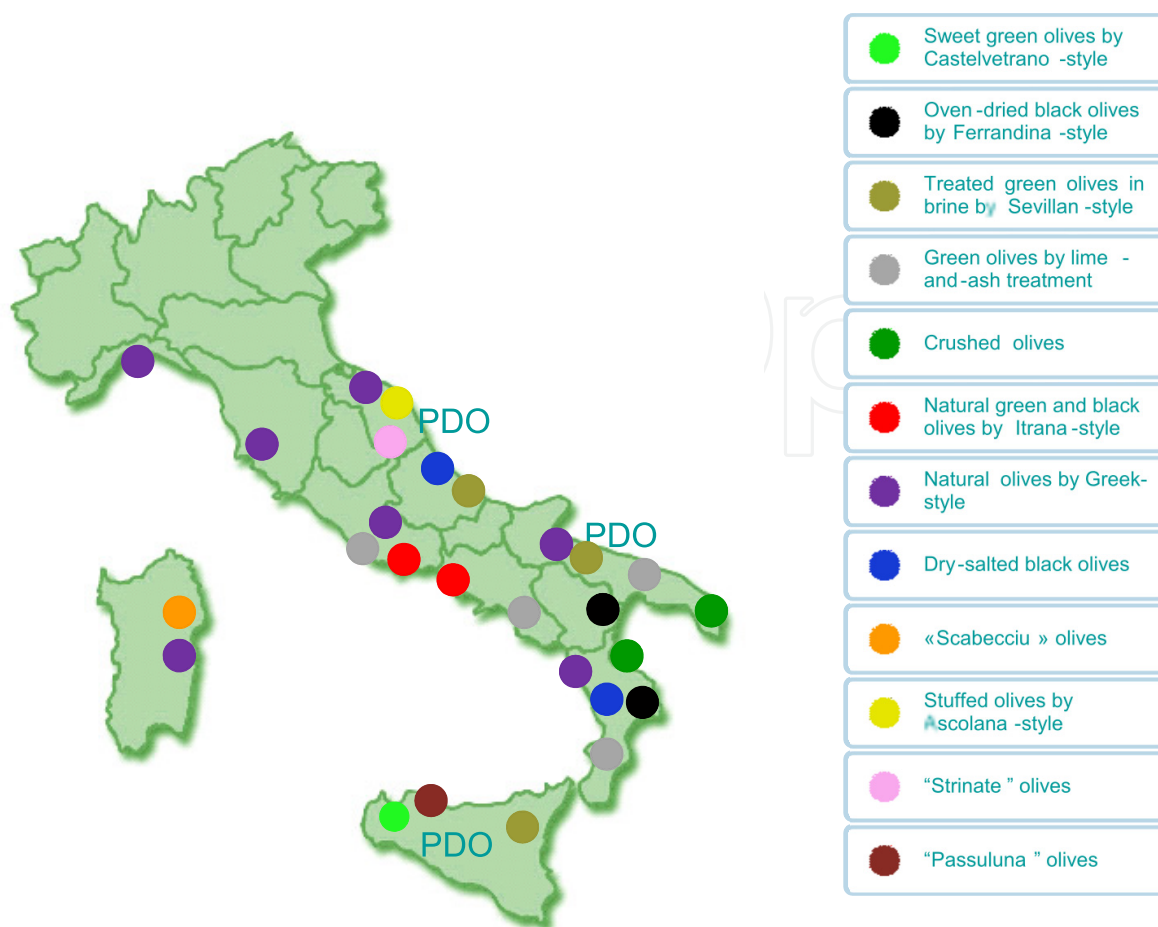 Sweet green olives by
Castelvetrano -style
Oven-dried black olives
by Ferrandina -style
Treated green olives in
brine by Sevillan -style
Green olives by lime -
and-ash treatment
Crushed olives
Natural green and black
olives by Itrana -style
Natural olives by Greek-
style
Dry-salted black olives
«Scabecciu » olives
Stuffed olives by
Ascolana -style
“Strinate ” olives
“Passuluna ” olives
PDO
PDO
PDO